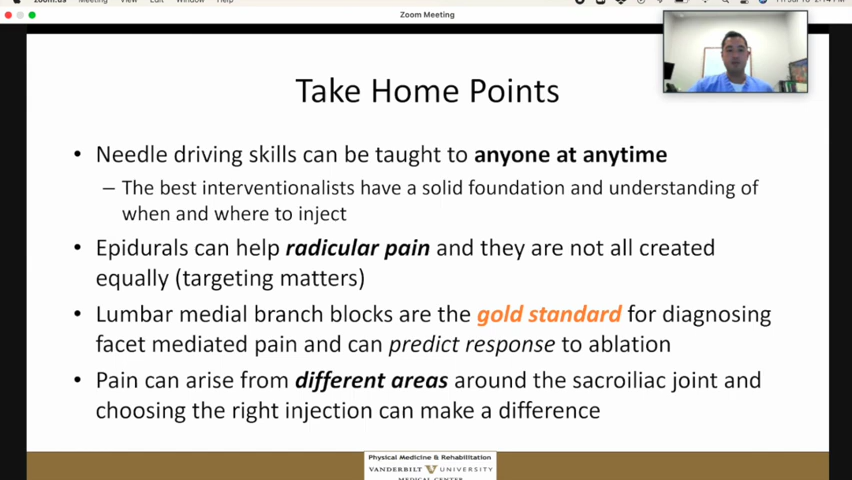 zoom.us Meeting View Edit Window Help
Zoom Meeting
Take Home Points
• Needle driving skills can be taught to anyone at anytime
– The best interventionalists have a solid foundation and understanding of
when and where to inject
• Epidurals can help radicular pain and they are not all created
equally (targeting matters)
• Lumbar medial branch blocks are the gold standard for diagnosing
facet mediated pain and can predict response to ablation
• Pain can arise from different areas around the sacroiliac joint and
choosing the right injection can make a difference
Physical Medicine & Rehabilitation
VANDERBILT UNIVERSITY
MEDICAL CENTER